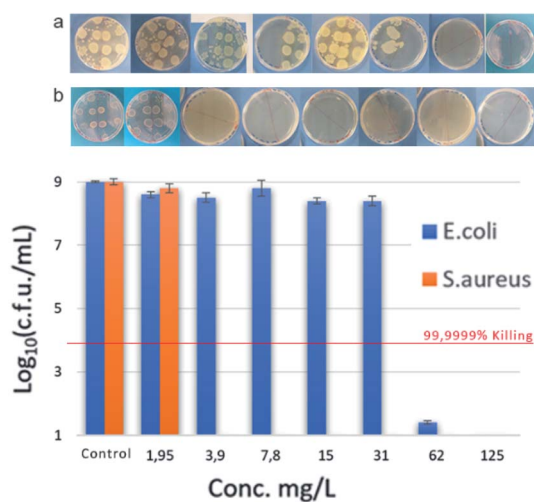 a
b
9
7
5
3
1
Log10(c.f.u./mL)
E.coli
S.aureus
99,9999% Killing
Control 1,95 3,9 7,8 15 31 62 125
Conc. mg/L